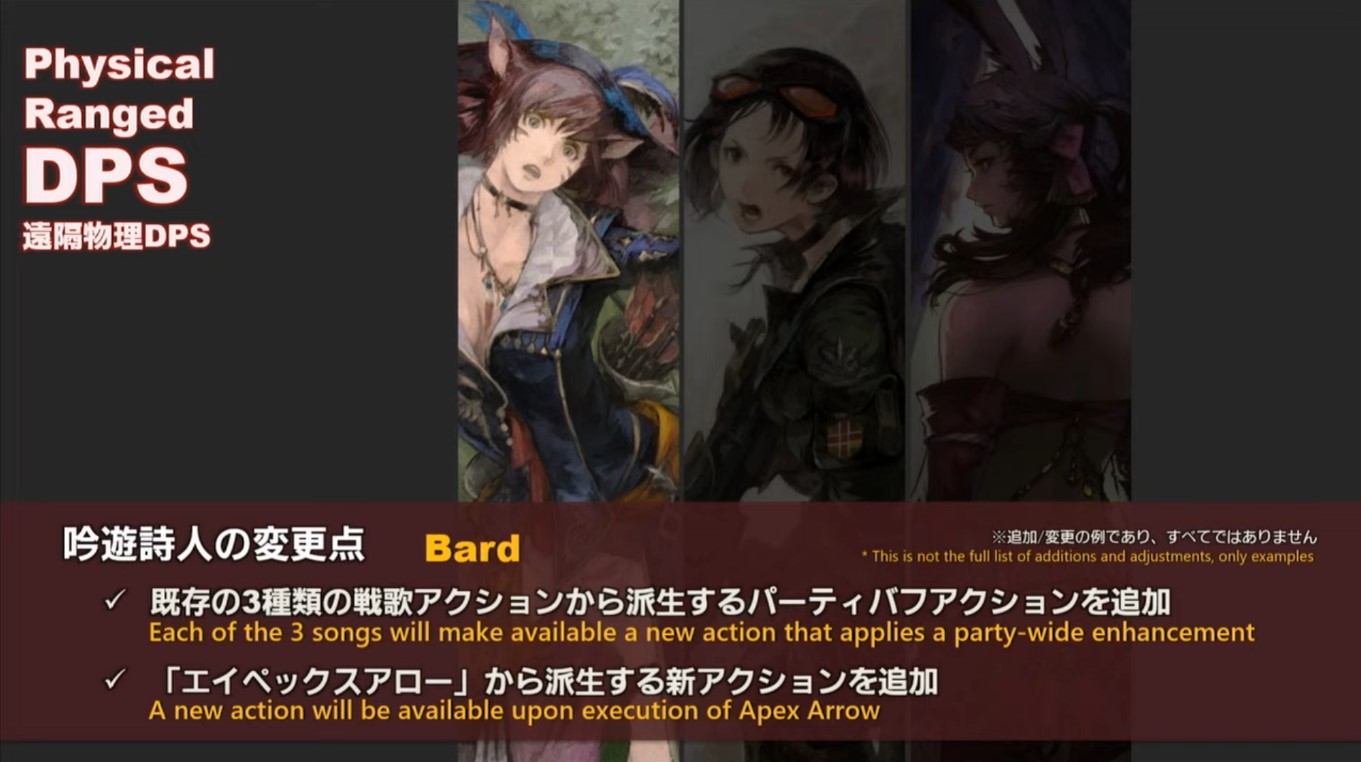 Physical
Ranged
DPS
遠隔物理DPS
吟遊詩人の変更点
Bard
※追加/変更の例であり、すべてではありません
* This is not the full list of additions and adjustments, only examples
✓ 既存の3種類の戦歌アクションから派生するパーティバフアクションを追加
Each of the 3 songs will make available a new action that applies a party-wide enhancement
✓ 「エイペックスアロー」から派生する新アクションを追加
A new action will be available upon execution of Apex Arrow